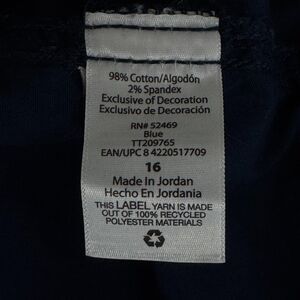 98% Cotton/Algodón
2% Spandex
Exclusive of Decoration
Exclusivo de Decoración
RN# 52469
Blue
TT209765
EAN/UPC 8 4220517709
16
Made In Jordan
Hecho En Jordania
THIS LABEL YARN IS MADE
OUT OF 100% RECYCLED
POLYESTER MATERIALS